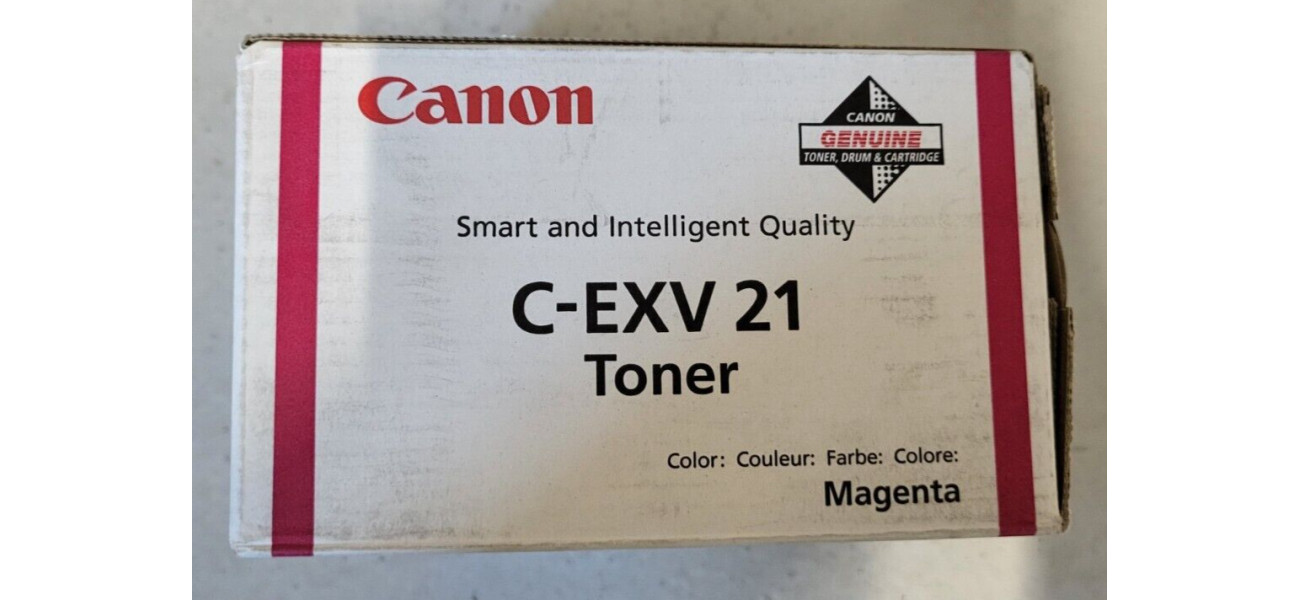 Canon
CANON
GENUINE
TONER, DRUM & CARTRIDGE
Smart and Intelligent Quality
C-EXV 21
Toner
Color: Couleur: Farbe: Colore:
Magenta